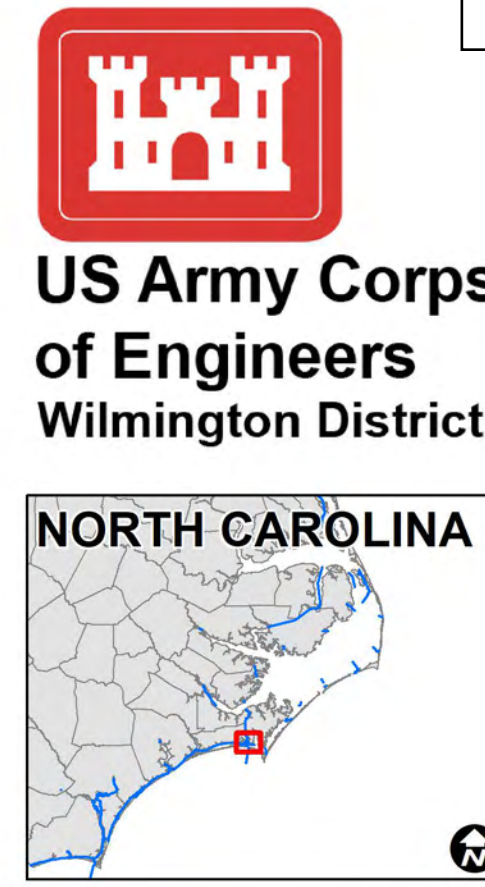 US Army Corps
of Engineers
Wilmington District
NORTH CAROLINA
N